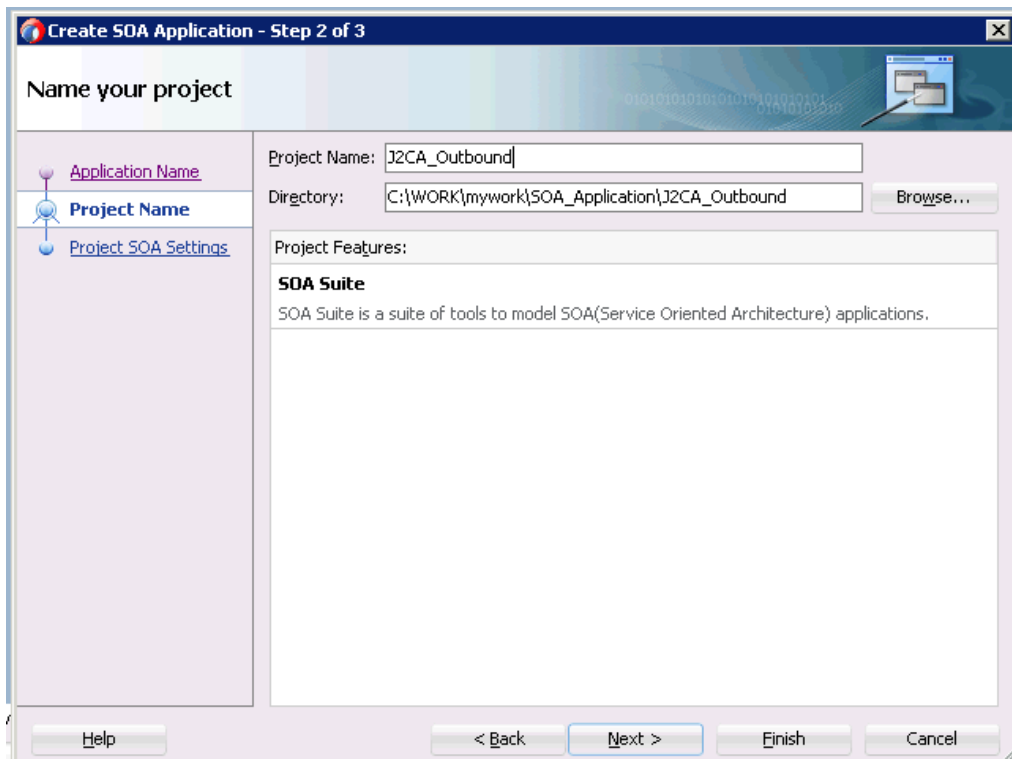 Create SOA Application - Step 2 of 3
Name your project
Application Name
Project Name
Project SOA Settings
Project Name: J2CA_Outbound
Directory: C:\WORK\mywork\SOA_Application\J2CA_Outbound Browse...
Project Features:
SOA Suite
SOA Suite is a suite of tools to model SOA(Service Oriented Architecture) applications.
Help < Back Next > Finish Cancel